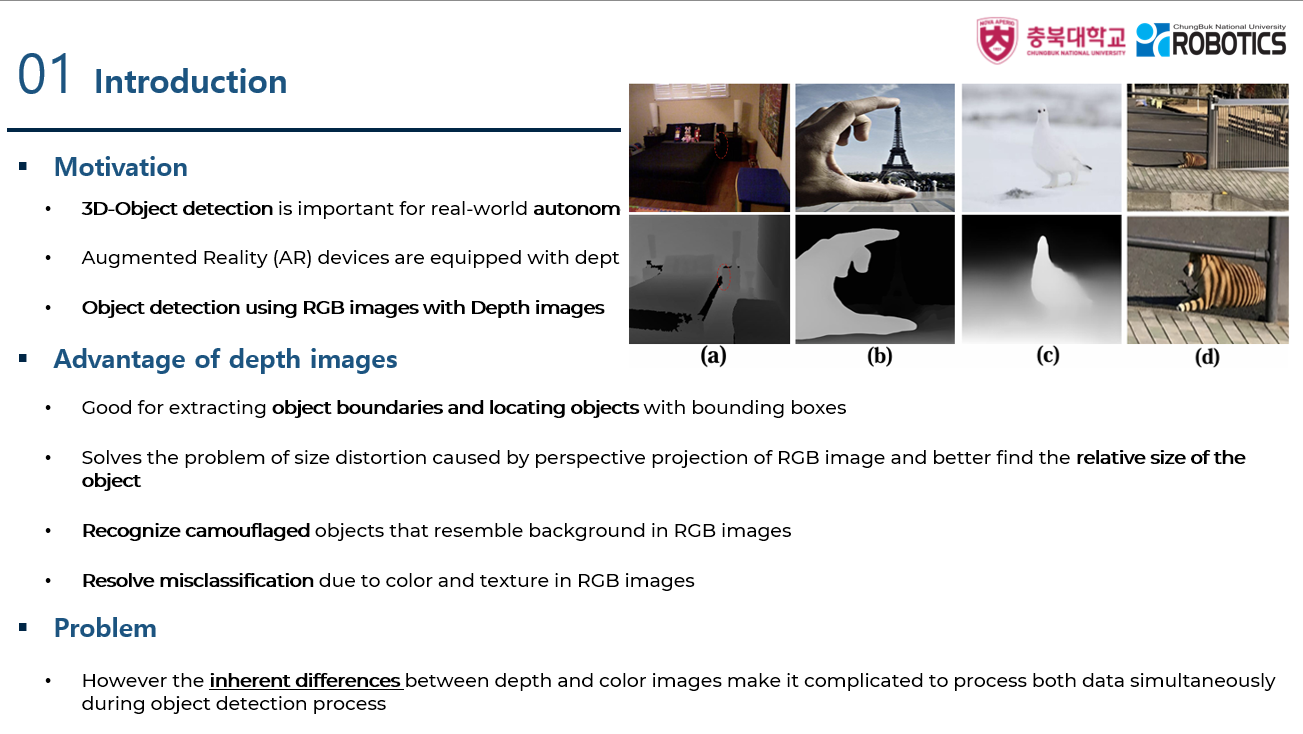 NOVA APERIO
충북대학교
CHUNGBUK NATIONAL UNIVERSITY
ChungBuk National University
ROBOTICS
01 Introduction
▪ Motivation
• 3D-Object detection is important for real-world autonom
• Augmented Reality (AR) devices are equipped with dept
• Object detection using RGB images with Depth images
(a) (b) (c) (d)
▪ Advantage of depth images
• Good for extracting object boundaries and locating objects with bounding boxes
• Solves the problem of size distortion caused by perspective projection of RGB image and better find the relative size of the
object
• Recognize camouflaged objects that resemble background in RGB images
• Resolve misclassification due to color and texture in RGB images
▪ Problem
• However the inherent differences between depth and color images make it complicated to process both data simultaneously
during object detection process